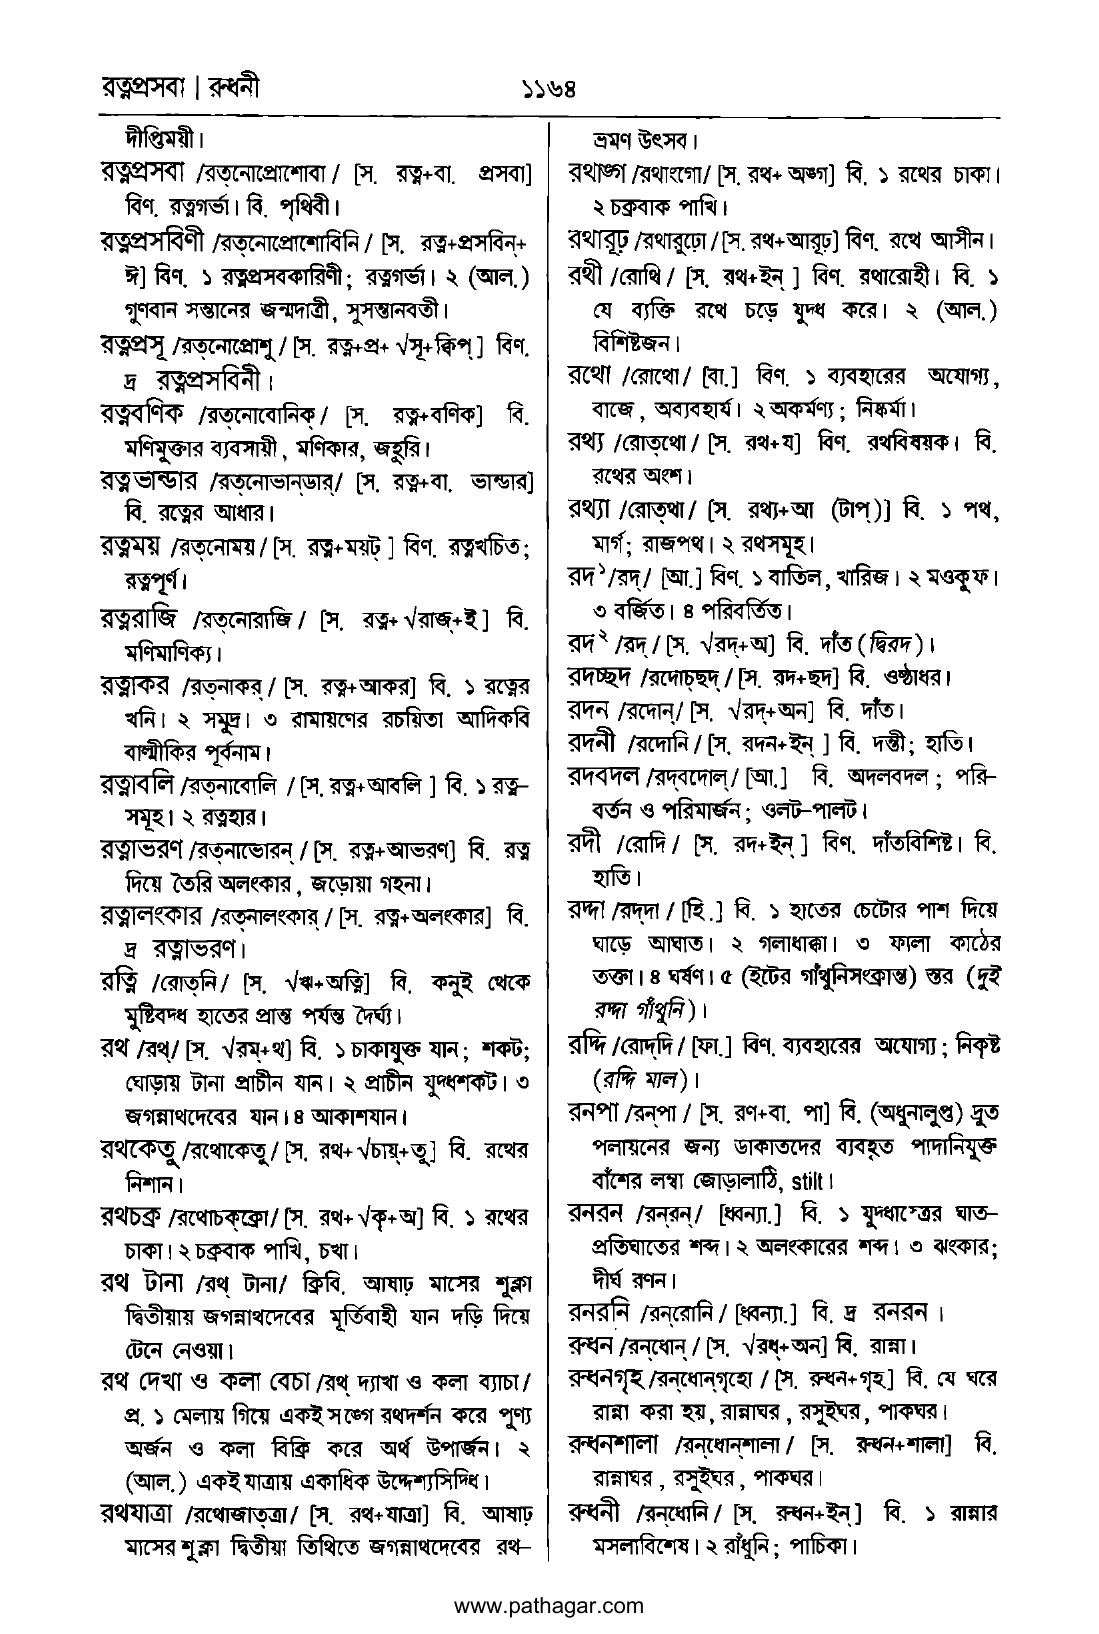 রত্নপ্রসবা | রন্ধনী
১১৬৪
দীপ্তিময়ী।
রত্নপ্রসবা /রত্‌নোপ্রোশোবা/ [স. রত্ন+বা. প্রসবা]
বিণ. রত্নগর্ভা। বি. পৃথিবী।
রত্নপ্রসবিণী /রত্‌নোপ্রোশোবিনি/ [স. রত্ন+প্রসবিন্‌+
ঈ] বিণ. ১ রত্নপ্রসবকারিণী; রত্নগর্ভা। ২ (আল.)
গুণবান সন্তানের জন্মদাত্রী, সুসন্তানবতী।
রত্নপ্রসূ /রত্‌নোপ্রোশু/ [স. রত্ন+প্র+ √সূ+ক্বিপ্‌] বিণ.
দ্র রত্নপ্রসবিনী।
রত্নবণিক /রত্‌নোবোনিক্‌/ [স. রত্ন+বণিক] বি.
মণিমুক্তার ব্যবসায়ী, মণিকার, জহুরি।
রত্নভান্ডার /রত্‌নোভান্‌ডার্‌/ [স. রত্ন+বা. ভান্ডার]
বি. রত্নের আধার।
রত্নময় /রত্‌নোময়/ [স. রত্ন+ময়ট্‌] বিণ. রত্নখচিত;
রত্নপূর্ণ।
রত্নরাজি /রত্‌নোরাজি/ [স. রত্ন+ √রাজ্‌+ই] বি.
মণিমাণিক্য।
রত্নাকর /রত্‌নাকর্‌/ [স. রত্ন+আকর] বি. ১ রত্নের
খনি। ২ সমুদ্র। ৩ রামায়ণের রচয়িতা আদিকবি
বাল্মীকির পূর্বনাম।
রত্নাবলি /রত্‌নাবোলি /[স. রত্ন+আবলি] বি. ১ রত্ন–
সমূহ। ২ রত্নহার।
রত্নাভরণ /রত্‌নাভোরন্‌/ [স. রত্ন+আভরণ] বি. রত্ন
দিয়ে তৈরি অলংকার, জড়োয়া গহনা।
রত্নালংকার /রত্‌নালংকার্‌/ [স. রত্ন+অলংকার] বি.
দ্র রত্নাভরণ।
রত্নি /রোত্‌নি/ [স. √ঋ+অত্নি] বি. কনুই থেকে
মুষ্টিবদ্ধ হাতের প্রান্ত পর্যন্ত দৈর্ঘ্য।
রথ /রথ্‌/ [স. √রম্‌+থ] বি. ১ চাকাযুক্ত যান; শকট;
ঘোড়ায় টানা প্রাচীন যান। ২ প্রাচীন যুদ্ধশকট। ৩
জগন্নাথদেবের যান। ৪ আকাশযান।
রথকেতু /রথোকেতু/ [স. রথ+√চায়্‌+তু] বি. রথের
নিশান।
রথচক্র /রথোচক্‌ক্রো/ [স. রথ+√কৃ+অ] বি. ১ রথের
চাকা। ২ চক্রবাক পাখি, চখা।
রথ টানা /রথ্‌ টানা/ ক্রিবি. আষাঢ় মাসের শুক্লা
দ্বিতীয়ায় জগন্নাথদেবের মূর্তিবাহী যান দড়ি দিয়ে
টেনে নেওয়া।
রথ দেখা ও কলা বেচা /রথ্‌ দ্যাখা ও কলা ব্যাচা/
প্র. ১ মেলায় গিয়ে একই সঙ্গে রথদর্শন করে পুণ্য
অর্জন ও কলা বিক্রি করে অর্থ উপার্জন। ২
(আল.) একই যাত্রায় একাধিক উদ্দেশ্যসিদ্ধি।
রথযাত্রা /রথোজাত্‌ত্রা/ [স. রথ+যাত্রা] বি. আষাঢ়
মাসের শুক্লা দ্বিতীয়া তিথিতে জগন্নাথদেবের রথ–
ভ্রমণ উৎসব।
রথাঙ্গ /রথাংগো/ [স. রথ+ অঙ্গ] বি. ১ রথের চাকা।
২ চক্রবাক পাখি।
রথারূঢ় /রথারুঢ়ো/ [স. রথ+আরূঢ়] বিণ. রথে আসীন।
রথী /রোথি/ [স. রথ+ইন্‌] বিণ. রথারোহী। বি. ১
যে ব্যক্তি রথে চড়ে যুদ্ধ করে। ২ (আল.)
বিশিষ্টজন।
রথো /রোথো/ [বা.] বিণ. ১ ব্যবহারের অযোগ্য,
বাজে, অব্যবহার্য। ২ অকর্মণ্য; নিষ্কর্মা।
রথ্য /রোত্‌থো/ [স. রথ+য] বিণ. রথবিষয়ক। বি.
রথের অংশ।
রথ্যা /রোত্‌থা/ [স. রথ্য+আ (টাপ্‌)] বি. ১ পথ,
মার্গ; রাজপথ। ২ রথসমূহ।
রদ¹/রদ্‌/ [আ.] বিণ. ১ বাতিল, খারিজ। ২ মওকুফ।
৩ বর্জিত। ৪ পরিবর্তিত।
রদ² /রদ্‌/ [স. √রদ্‌+অ] বি. দাঁত (দ্বিরদ)।
রদচ্ছদ /রদোচ্‌ছদ্‌/ [স. রদ+ছদ] বি. ওষ্ঠাধর।
রদন /রদোন্‌/ [স. √রদ্‌+অন] বি. দাঁত।
রদনী /রদোনি/ [স. রদন+ইন্‌] বি. দন্তী; হাতি।
রদবদল /রদ্‌বদোল্‌/ [আ.] বি. অদলবদল; পরি–
বর্তন ও পরিমার্জন; ওলট–পালট।
রদী /রোদি/ [স. রদ+ইন্‌] বিণ. দাঁতবিশিষ্ট। বি.
হাতি।
রদ্দা /রদ্‌দা/ [হি.] বি. ১ হাতের চেটোর পাশ দিয়ে
ঘাড়ে আঘাত। ২ গলাধাক্কা। ৩ ফালা কাঠের
তক্তা। ৪ ঘর্ষণ। ৫ (ইটের গাঁথুনিসংক্রান্ত) স্তর (দুই
রদ্দা গাঁথুনি)।
রদ্দি /রোদ্‌দি/ [ফা.] বিণ. ব্যবহারের অযোগ্য; নিকৃষ্ট
(রদ্দি মাল)।
রনপা /রন্‌পা/ [স. রণ+বা. পা] বি. (অধুনালুপ্ত) দ্রুত
পলায়নের জন্য ডাকাতদের ব্যবহৃত পাদানিযুক্ত
বাঁশের লম্বা জোড়ালাঠি, stilt।
রনরন /রন্‌রন্‌/ [ধ্বন্যা.] বি. ১ যুদ্ধাস্ত্রের ঘাত–
প্রতিঘাতের শব্দ। ২ অলংকারের শব্দ। ৩ ঝংকার;
দীর্ঘ রণন।
রনরনি /রন্‌রোনি/ [ধ্বন্যা.] বি. দ্র রনরন ।
রন্ধন /রন্‌ধোন্‌/ [স. √রধ্‌+অন] বি. রান্না।
রন্ধনগৃহ /রন্‌ধোন্‌গৃহো /[স. রন্ধন+গৃহ] বি. যে ঘরে
রান্না করা হয়, রান্নাঘর, রসুইঘর, পাকঘর।
রন্ধনশালা /রন্‌ধোন্‌শালা/ [স. রন্ধন+শালা] বি.
রান্নাঘর, রসুইঘর, পাকঘর।
রন্ধনী /রন্‌ধোনি/ [স. রন্ধন+ইন্‌] বি. ১ রান্নার
মসলাবিশেষ। ২ রাঁধুনি; পাচিকা।
www.pathagar.com